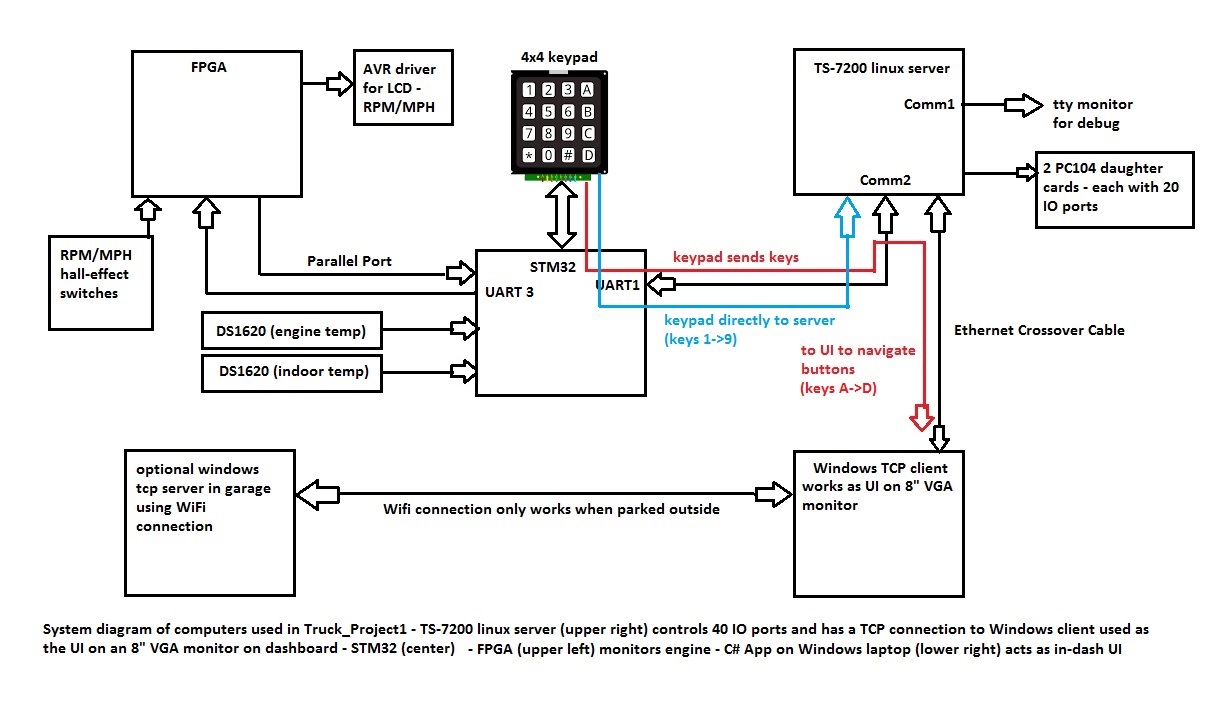 FPGA
AVR driver
for LCD -
RPM/MPH
4x4 keypad
1 2 3 A
4 5 6 B
7 8 9 C
* 0 # D
TS-7200 linux server
Comm1
tty monitor
for debug
Comm2
2 PC104 daughter
cards - each with 20
IO ports
RPM/MPH
hall-effect
switches
Parallel Port
STM32
UART 3
UART1
keypad sends keys
keypad directly to server
(keys 1->9)
DS1620 (engine temp)
DS1620 (indoor temp)
to UI to navigate
buttons
(keys A->D)
Ethernet Crossover Cable
optional windows
tcp server in garage
using WiFi
connection
Wifi connection only works when parked outside
Windows TCP client
works as UI on 8" VGA
monitor
System diagram of computers used in Truck_Project1 - TS-7200 linux server (upper right) controls 40 IO ports and has a TCP connection to Windows client used as
the UI on an 8" VGA monitor on dashboard - STM32 (center) - FPGA (upper left) monitors engine - C# App on Windows laptop (lower right) acts as in-dash UI